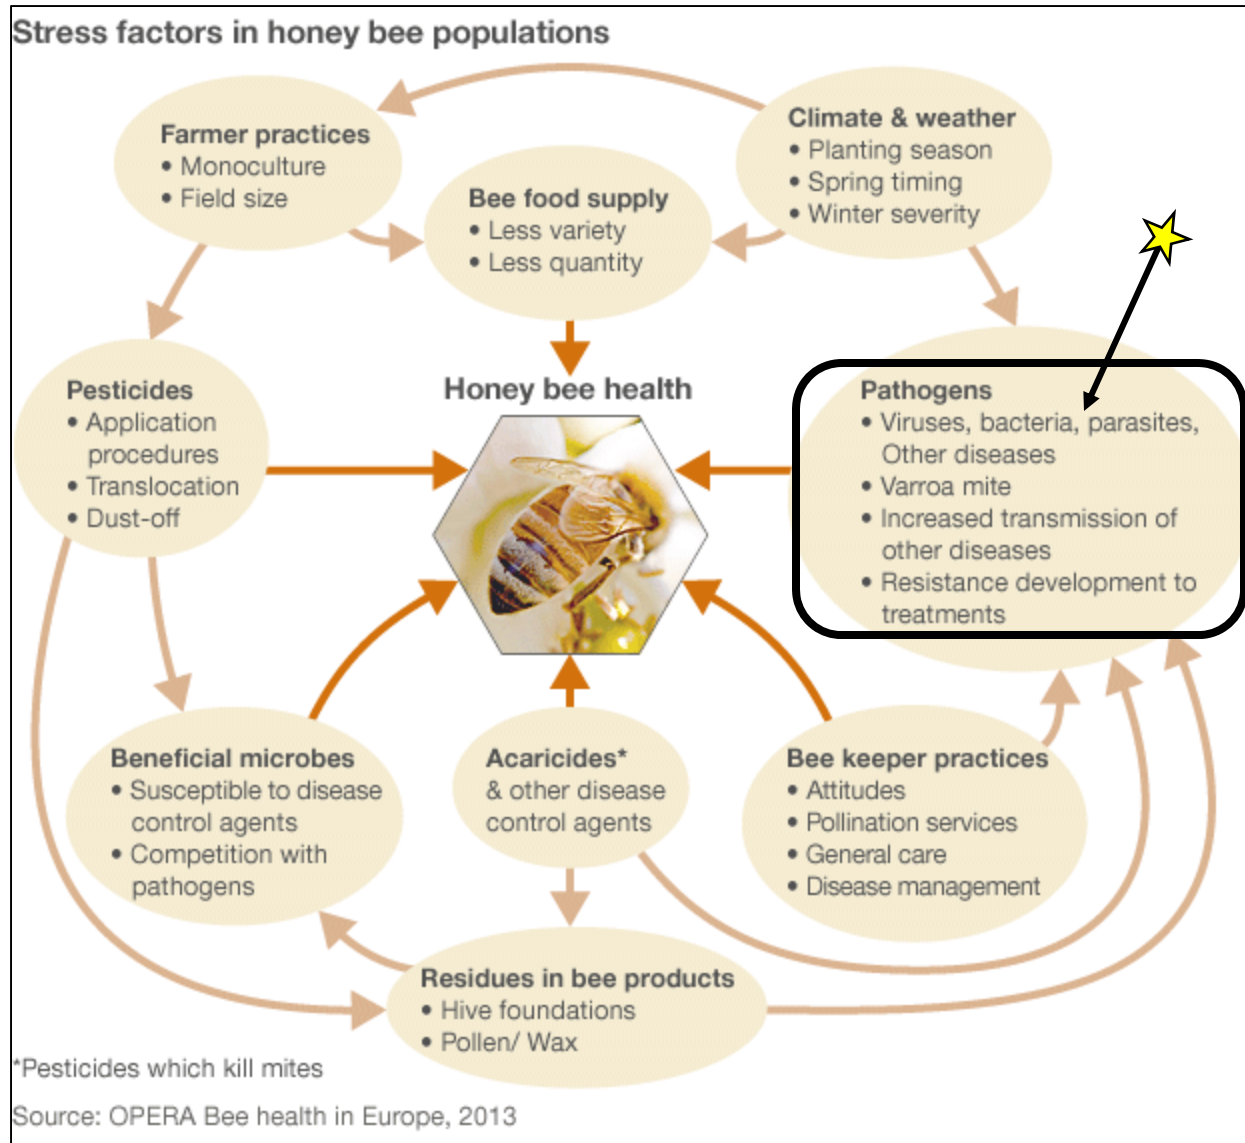 Stress factors in honey bee populations
Farmer practices
• Monoculture
• Field size
Climate & weather
• Planting season
• Spring timing
• Winter severity
Bee food supply
• Less variety
• Less quantity
Pesticides
• Application
procedures
• Translocation
• Dust-off
Honey bee health
Pathogens
• Viruses, bacteria, parasites,
Other diseases
• Varroa mite
• Increased transmission of
other diseases
• Resistance development to
treatments
Beneficial microbes
• Susceptible to disease
control agents
• Competition with
pathogens
Acaricides*
& other disease
control agents
Bee keeper practices
• Attitudes
• Pollination services
• General care
• Disease management
Residues in bee products
• Hive foundations
• Pollen/ Wax
*Pesticides which kill mites
Source: OPERA Bee health in Europe, 2013